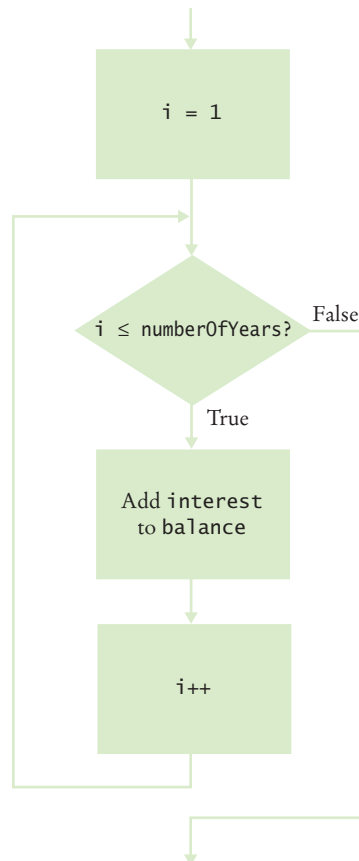 i = 1
i ≤ numberOfYears?
False
True
Add interest
to balance
i++